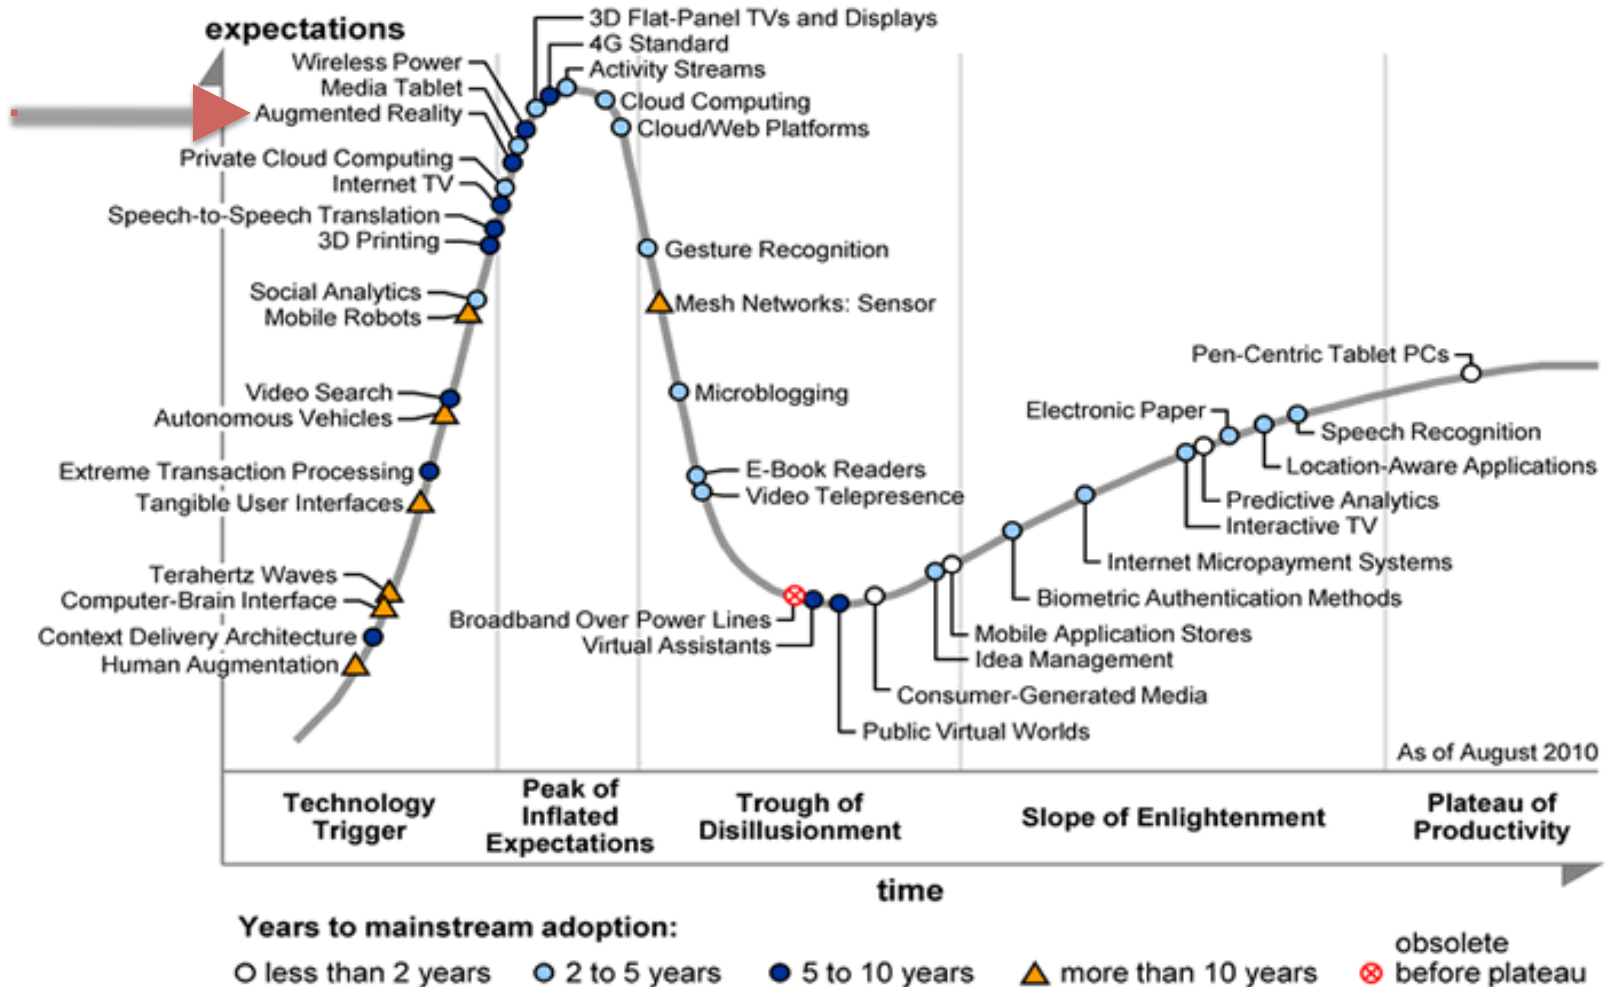 expectations
3D Flat-Panel TVs and Displays
4G Standard
Activity Streams
Wireless Power
Media Tablet
Augmented Reality
Cloud Computing
Cloud/Web Platforms
Private Cloud Computing
Internet TV
Speech-to-Speech Translation
3D Printing
Gesture Recognition
Social Analytics
Mobile Robots
Mesh Networks: Sensor
Video Search
Autonomous Vehicles
Microblogging
Extreme Transaction Processing
Tangible User Interfaces
E-Book Readers
Video Telepresence
Terahertz Waves
Computer-Brain Interface
Context Delivery Architecture
Human Augmentation
Broadband Over Power Lines
Virtual Assistants
Pen-Centric Tablet PCs
Electronic Paper
Speech Recognition
Location-Aware Applications
Predictive Analytics
Interactive TV
Internet Micropayment Systems
Biometric Authentication Methods
Mobile Application Stores
Idea Management
Consumer-Generated Media
Public Virtual Worlds
As of August 2010
Technology
Trigger
Peak of
Inflated
Expectations
Trough of
Disillusionment
Slope of Enlightenment
Plateau of
Productivity
time
Years to mainstream adoption:
less than 2 years
2 to 5 years
5 to 10 years
more than 10 years
obsolete
before plateau